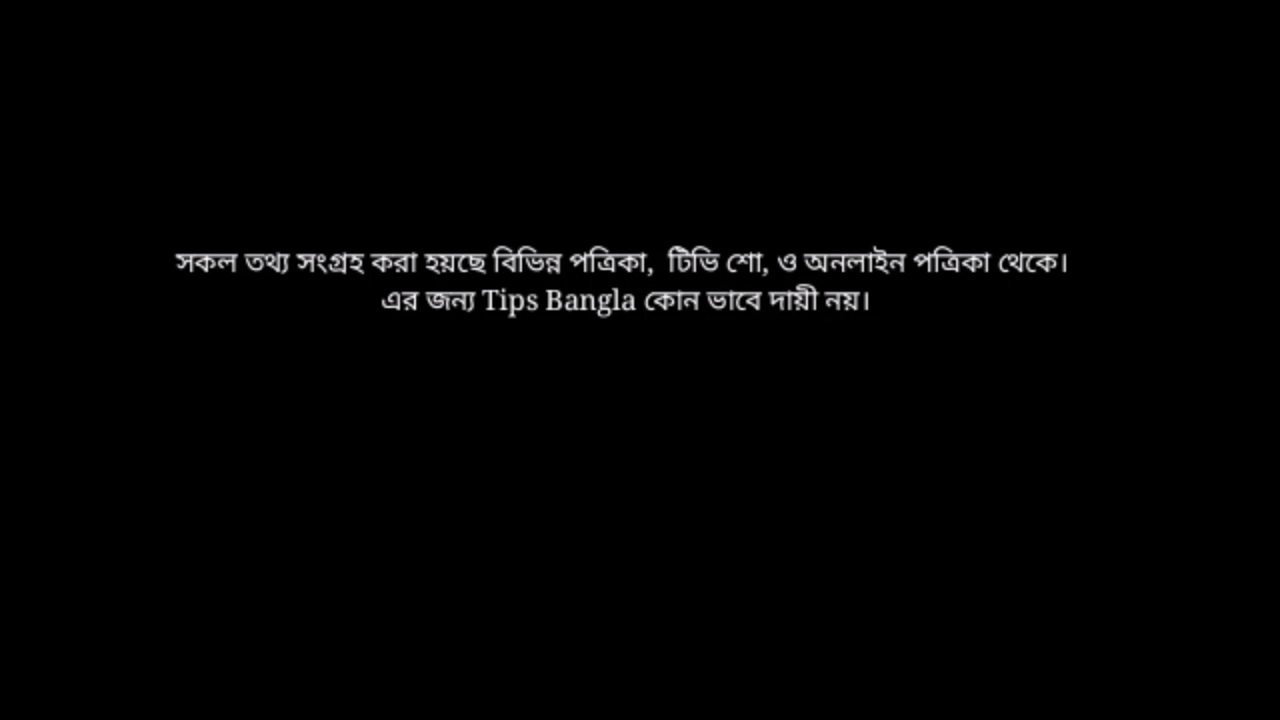 সকল তথ্য সংগ্রহ করা হয়ছে বিভিন্ন পত্রিকা, টিভি শো, ও অনলাইন পত্রিকা থেকে।
এর জন্য Tips Bangla কোন ভাবে দায়ী নয়।